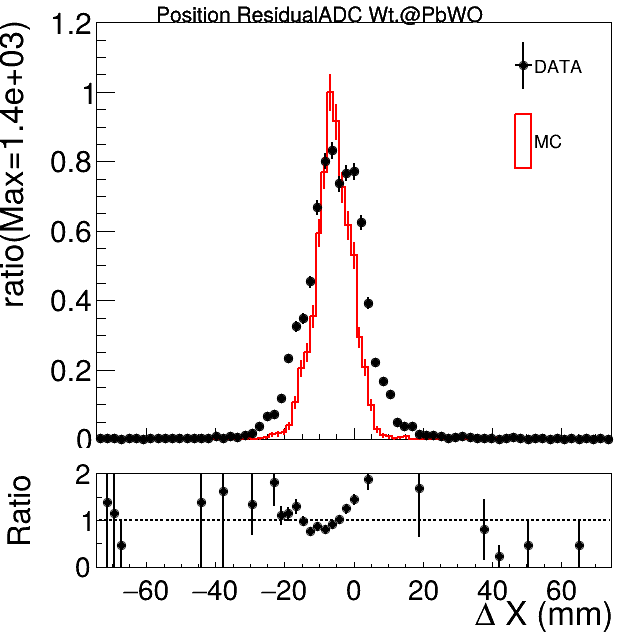 Position ResidualADC Wt.@PbWO
ratio(Max=1.4e+03)
1.2
1
0.8
0.6
0.4
0.2
0
DATA
MC
Ratio
2
1
0
−60 −40 −20 0 20 40 60
Δ X (mm)